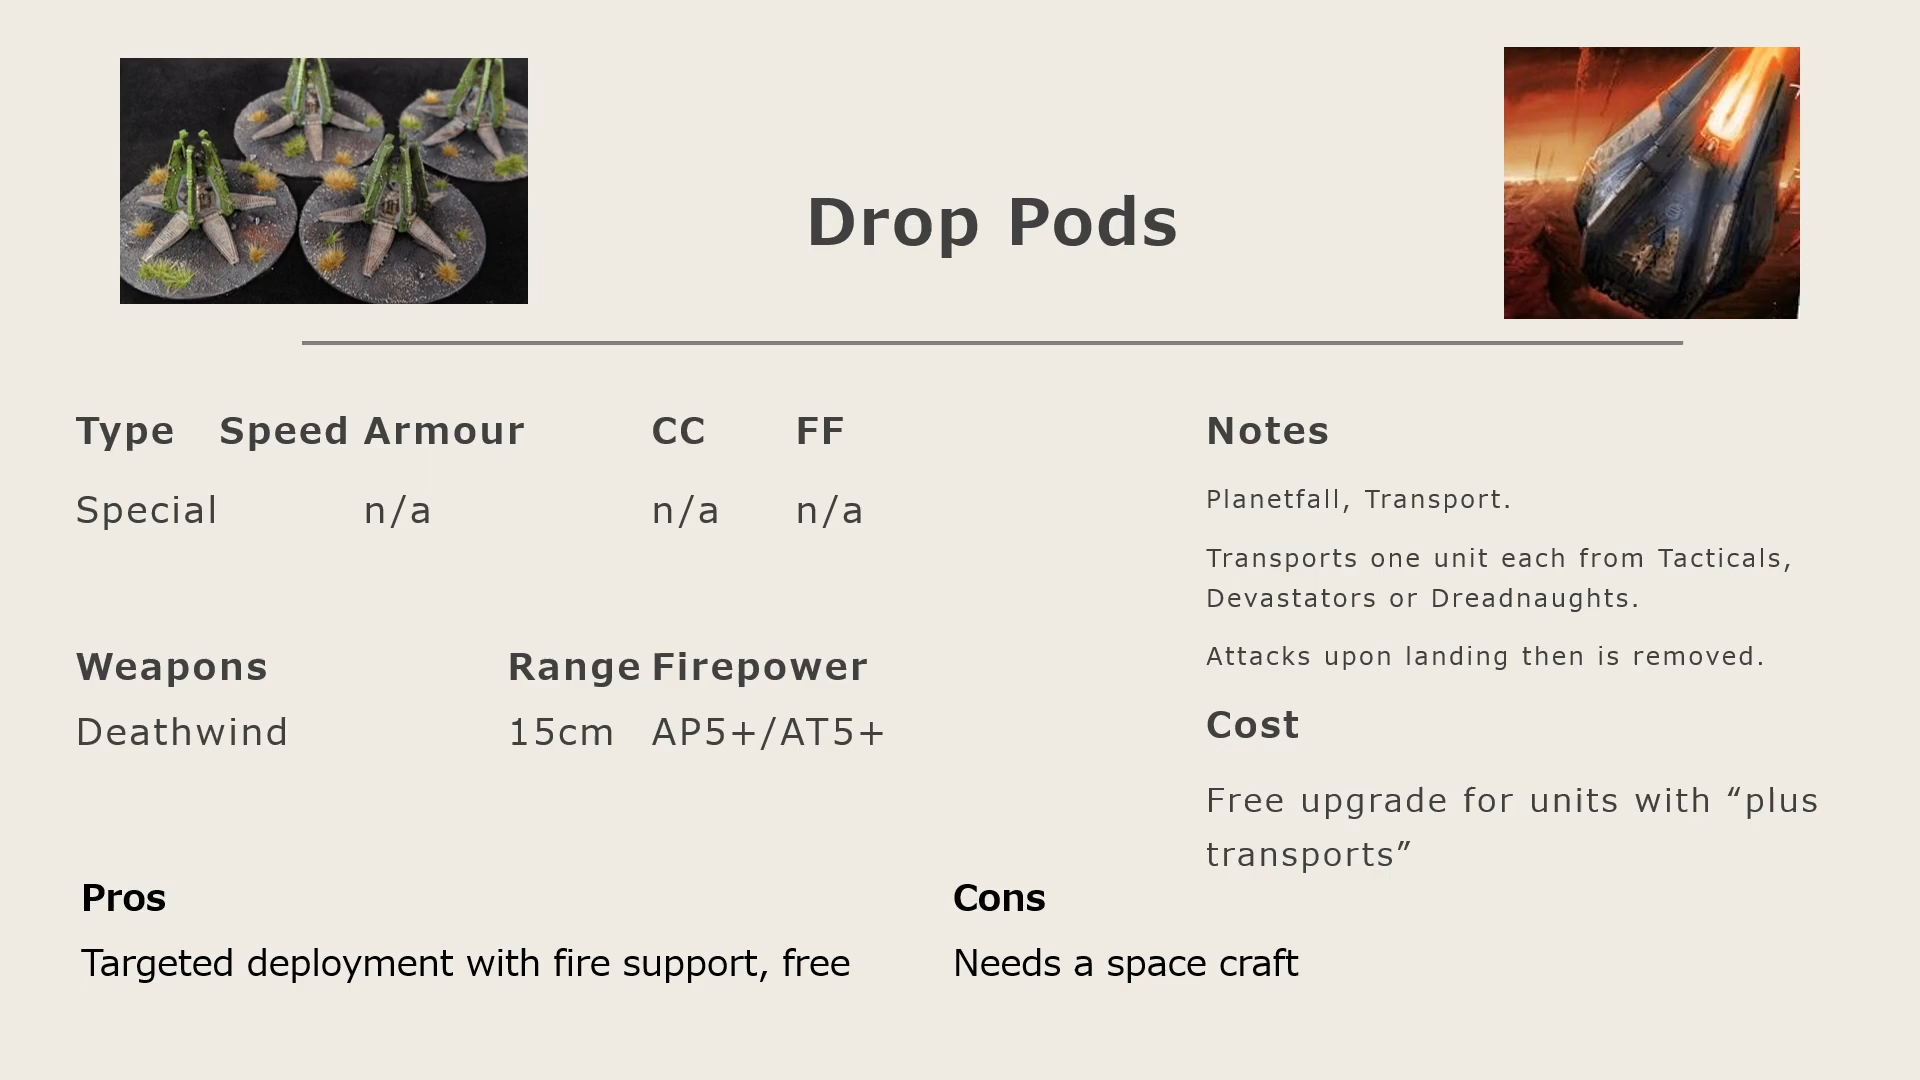 Drop Pods
Type Speed Armour CC FF
Special n/a n/a n/a
Weapons Range Firepower
Deathwind 15cm AP5+/AT5+
Notes
Planetfall, Transport.
Transports one unit each from Tacticals,
Devastators or Dreadnaughts.
Attacks upon landing then is removed.
Cost
Free upgrade for units with “plus
transports”
Pros
Targeted deployment with fire support, free
Cons
Needs a space craft